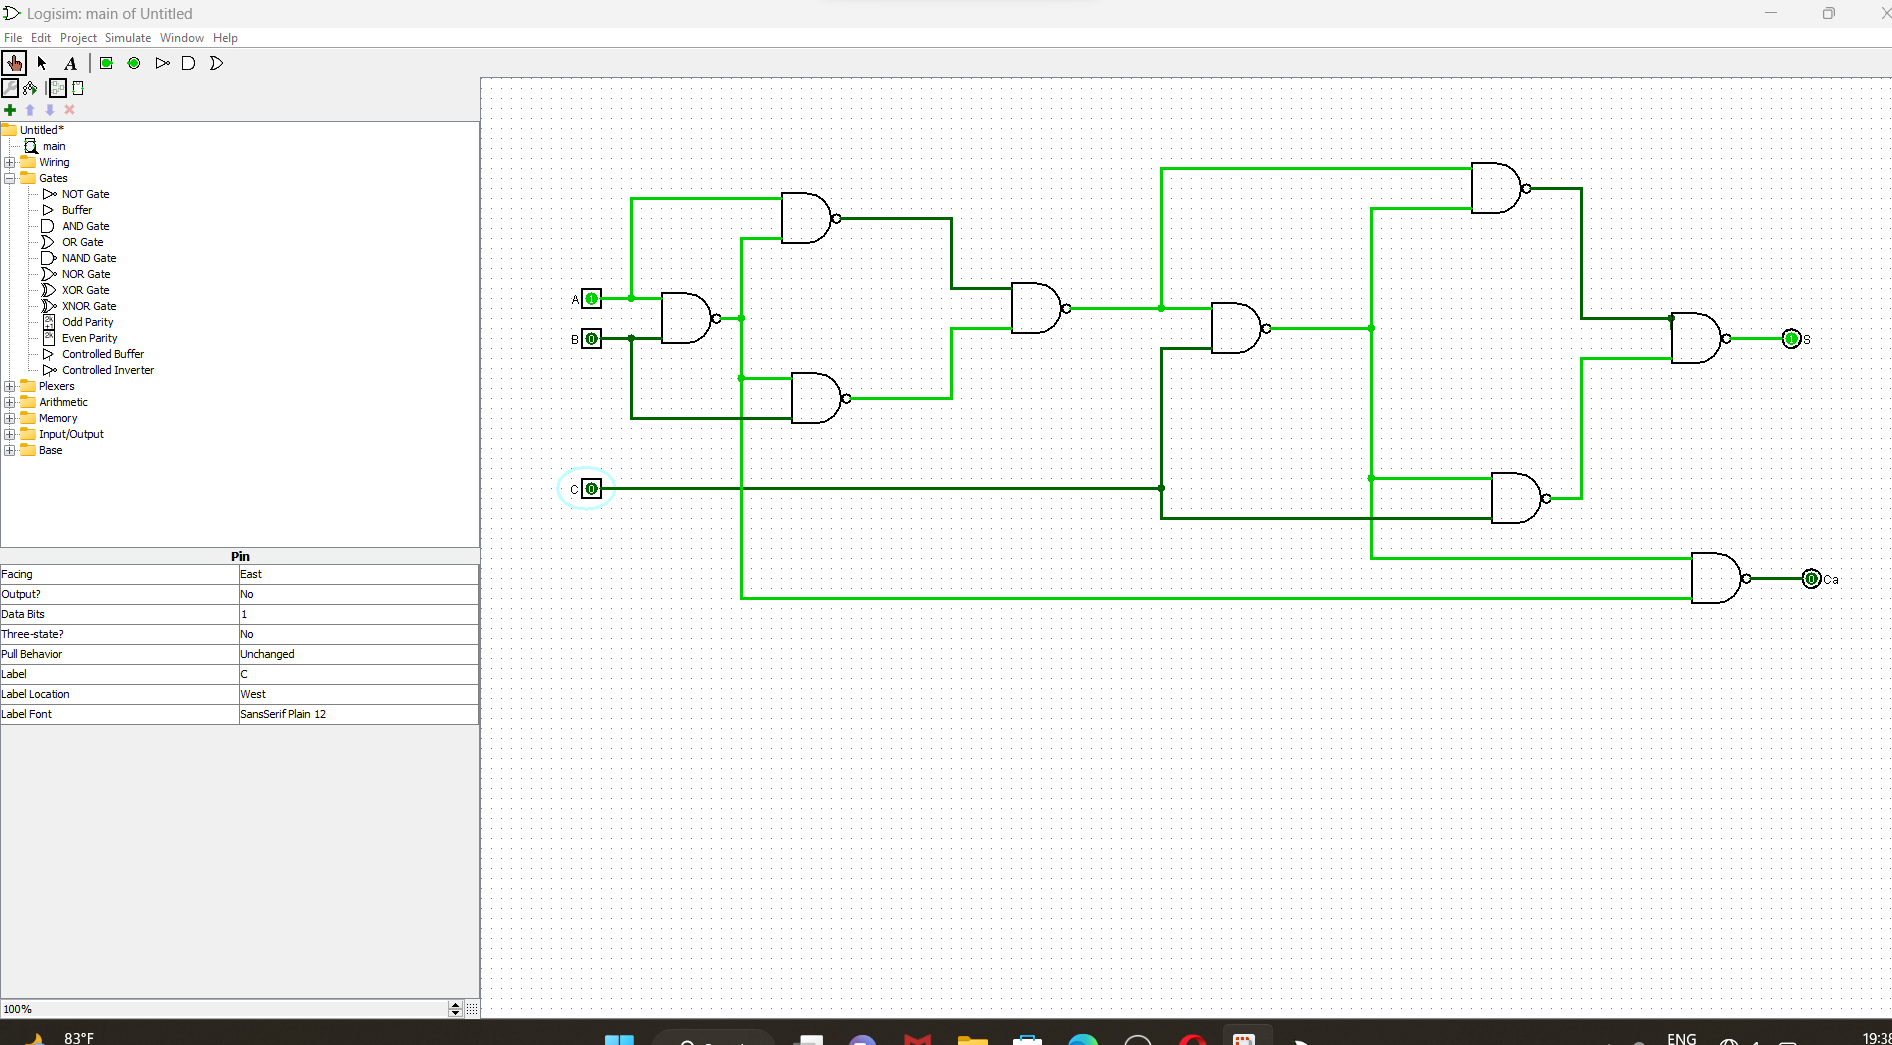 Logisim: main of Untitled
File Edit Project Simulate Window Help
A
Untitled*
main
Wiring
Gates
NOT Gate
Buffer
AND Gate
OR Gate
NAND Gate
NOR Gate
XOR Gate
XNOR Gate
Odd Parity
Even Parity
Controlled Buffer
Controlled Inverter
Plexers
Arithmetic
Memory
Input/Output
Base
Pin
Facing East
Output? No
Data Bits 1
Three-state? No
Pull Behavior Unchanged
Label C
Label Location West
Label Font SansSerif Plain 12
100%
A 1
B 0
C 0
1 S
0 Ca
83°F
ENG
19:38